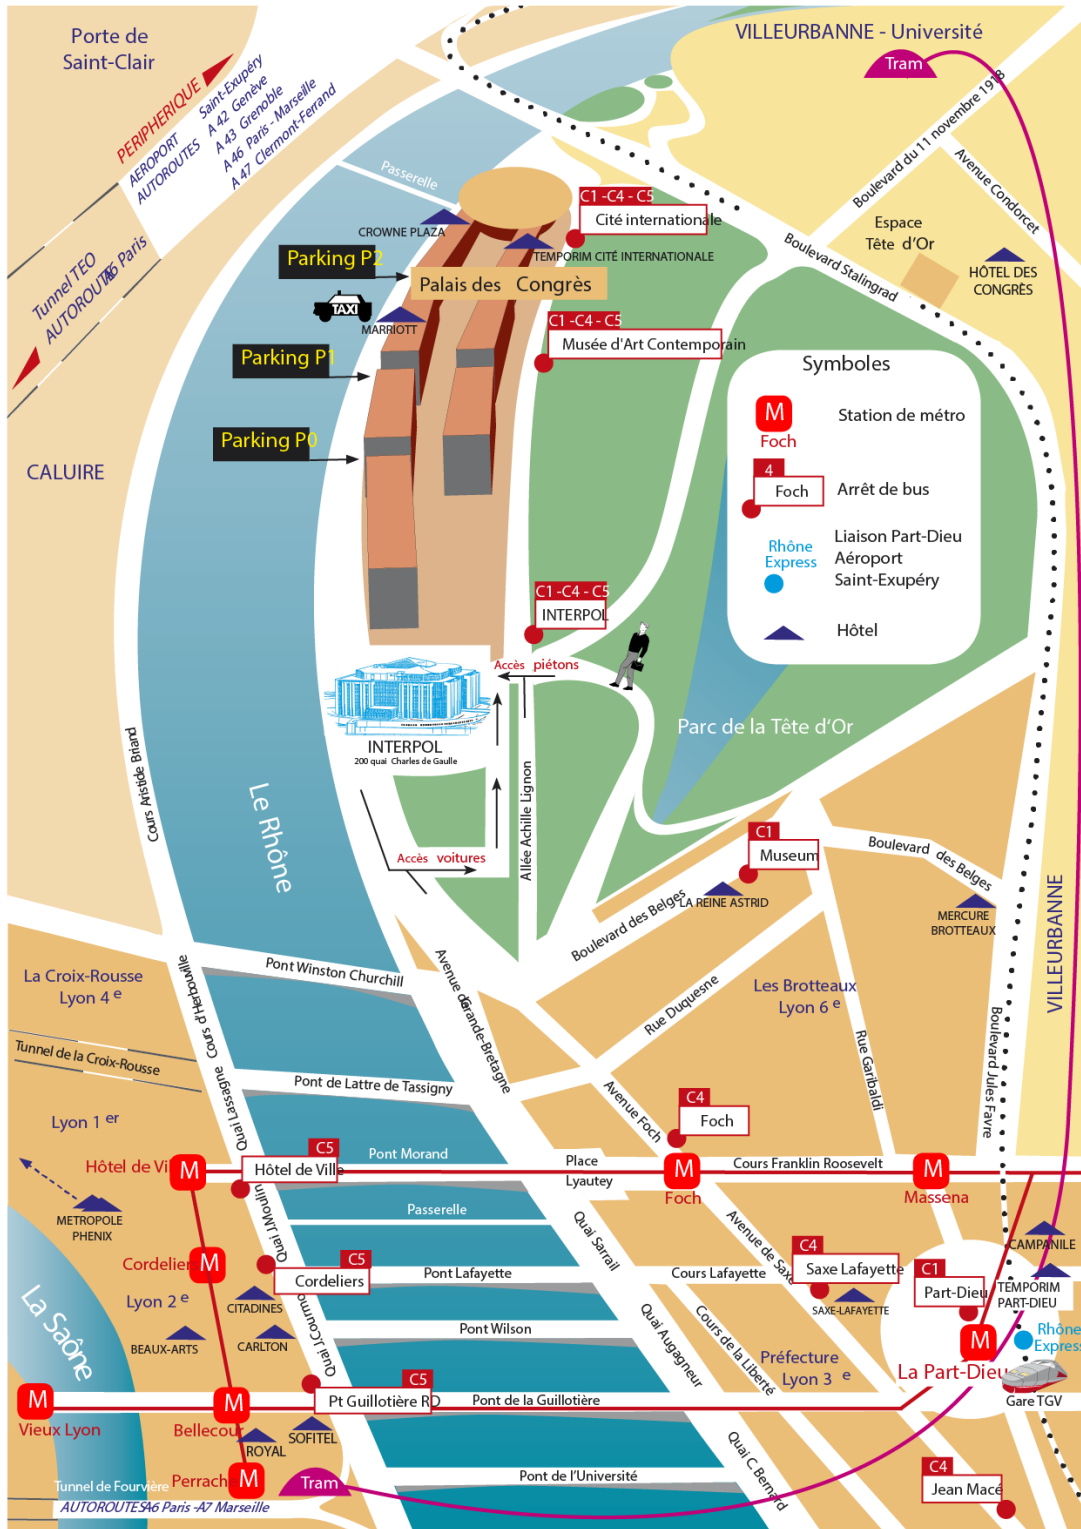 Porte de
Saint-Clair
VILLEURBANNE - Université
Tram
PERIPHERIQUE
AEROPORT Saint-Exupéry
AUTOROUTES A 42 Genève
A 43 Grenoble
A 46 Paris - Marseille
A 47 Clermont-Ferrand
Boulevard du 11 novembre 1918
Avenue Condorcet
Passerelle
C1 -C4 - C5
Cité internationale
CROWNE PLAZA
TEMPORIM CITÉ INTERNATIONALE
Espace
Tête d'Or
Boulevard Stalingrad
HÔTEL DES
CONGRÈS
Tunnel TEO
AUTOROUTE A6 Paris
Parking P2
Palais des Congrès
TAXI
MARRIOTT
C1 -C4 - C5
Musée d'Art Contemporain
Parking P1
Parking P0
CALUIRE
Symboles
M
Foch
Station de métro
4
Foch
Arrêt de bus
Rhône
Express
Liaison Part-Dieu
Aéroport
Saint-Exupéry
Hôtel
C1 -C4 - C5
INTERPOL
Accès piétons
INTERPOL
200 quai Charles de Gaulle
Parc de la Tête d'Or
Cours Aristide Briand
Le Rhône
Allée Achille Lignon
Accès voitures
C1
Museum
Boulevard des Belges
Boulevard des Belges
LA REINE ASTRID
MERCURE
BROTTEAUX
VILLEURBANNE
La Croix-Rousse
Lyon 4 e
Cours d'Herbouville
Pont Winston Churchill
Avenue de Grande-Bretagne
Rue Duquesne
Les Brotteaux
Lyon 6 e
Rue Garibaldi
Boulevard Jules Favre
Tunnel de la Croix-Rousse
Quai Lassagne
Pont de Lattre de Tassigny
Avenue Foch
Lyon 1 er
C4
Foch
Hôtel de Vil
M
C5
Hôtel de Ville
Pont Morand
Place
Lyautey
M
Foch
Cours Franklin Roosevelt
M
Massena
METROPOLE
PHENIX
Quai J.Moulin
Passerelle
Quai Sarrail
Avenue de Saxe
CAMPANILE
Cordelier
M
C5
Cordeliers
Pont Lafayette
Cours Lafayette
C4
Saxe Lafayette
SAXE-LAFAYETTE
C1
Part-Dieu
TEMPORIM
PART-DIEU
Lyon 2 e
CITADINES
BEAUX-ARTS
CARLTON
Quai J.Courmo
Pont Wilson
Quai Augagneur
Cours de la Liberté
Préfecture
Lyon 3 e
M
La Part-Dieu
Rhône
Express
Gare TGV
La Saône
M
Vieux Lyon
M
Bellecour
C5
Pt Guillotière RD
Pont de la Guillotière
ROYAL
SOFITEL
Quai C. Bernard
Perrache
M
Tram
Pont de l'Université
C4
Jean Macé
Tunnel de Fourvière
AUTOROUTES A6 Paris -A7 Marseille